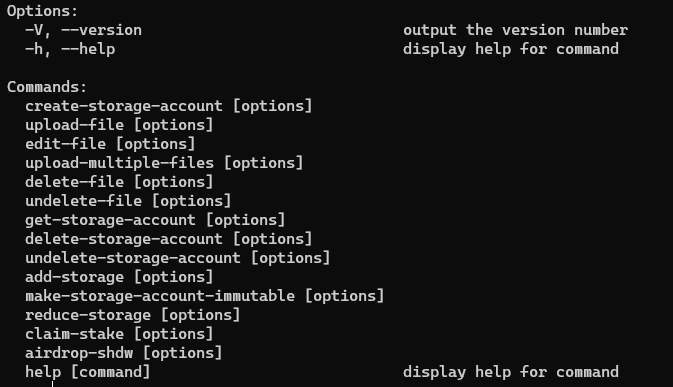 Options:
  -V, --version                             output the version number
  -h, --help                                display help for command

Commands:
  create-storage-account [options]
  upload-file [options]
  edit-file [options]
  upload-multiple-files [options]
  delete-file [options]
  undelete-file [options]
  get-storage-account [options]
  delete-storage-account [options]
  undelete-storage-account [options]
  add-storage [options]
  make-storage-account-immutable [options]
  reduce-storage [options]
  claim-stake [options]
  airdrop-shdw [options]
  help [command]                            display help for command